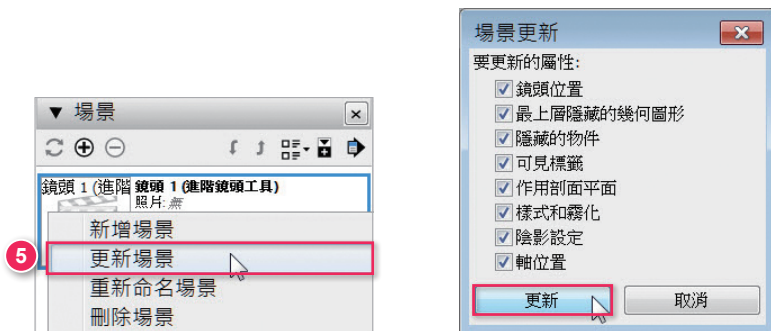 ▼ 場景
鏡頭 1 (進階
鏡頭 1 (進階鏡頭工具)
照片: 無
5
新增場景
更新場景
重新命名場景
刪除場景
場景更新
要更新的屬性:
鏡頭位置
最上層隱藏的幾何圖形
隱藏的物件
可見標籤
作用剖面平面
樣式和霧化
陰影設定
軸位置
更新
取消